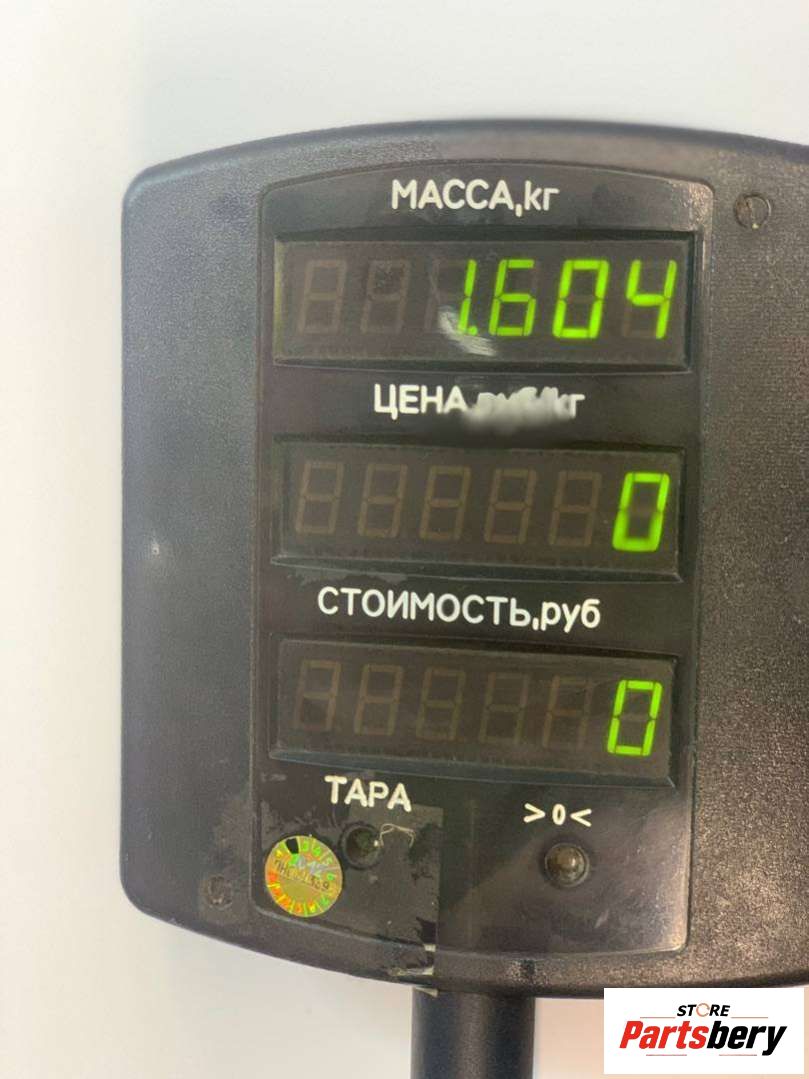 МАССА,кг
1.604
ЦЕНА
0
СТОИМОСТЬ,руб
0
ТАРА
>0<
STORE
Partsbery